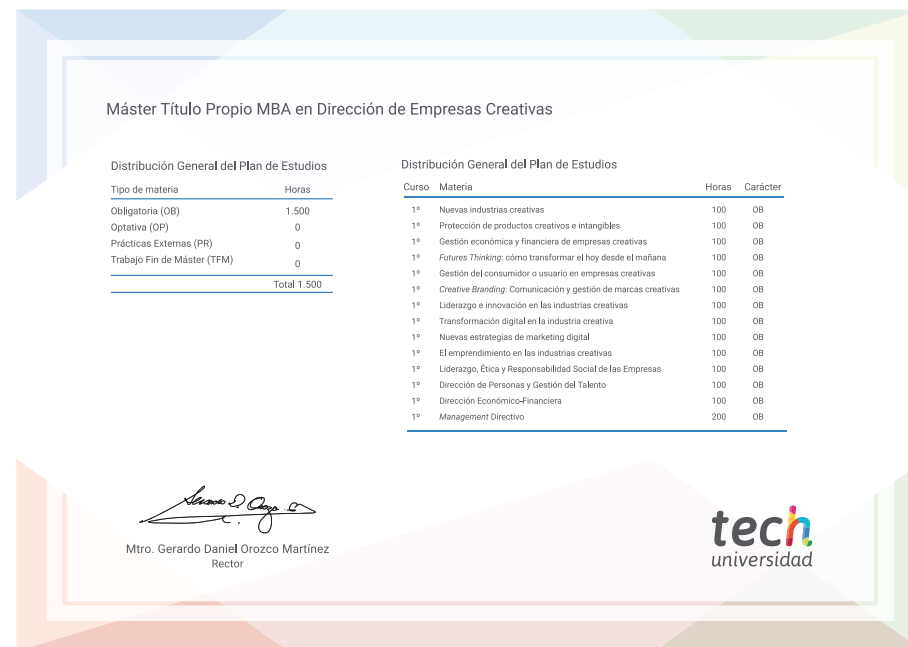 Máster Título Propio MBA en Dirección de Empresas Creativas
Distribución General del Plan de Estudios
Tipo de materia Horas
Obligatoria (OB) 1.500
Optativa (OP) 0
Prácticas Externas (PR) 0
Trabajo Fin de Máster (TFM) 0
Total 1.500
Distribución General del Plan de Estudios
Curso Materia Horas Carácter
1º Nuevas industrias creativas 100 OB
1º Protección de productos creativos e intangibles 100 OB
1º Gestión económica y financiera de empresas creativas 100 OB
1º Futures Thinking: cómo transformar el hoy desde el mañana 100 OB
1º Gestión del consumidor o usuario en empresas creativas 100 OB
1º Creative Branding: Comunicación y gestión de marcas creativas 100 OB
1º Liderazgo e innovación en las industrias creativas 100 OB
1º Transformación digital en la industria creativa 100 OB
1º Nuevas estrategias de marketing digital 100 OB
1º El emprendimiento en las industrias creativas 100 OB
1º Liderazgo, Ética y Responsabilidad Social de las Empresas 100 OB
1º Dirección de Personas y Gestión del Talento 100 OB
1º Dirección Económico-Financiera 100 OB
1º Management Directivo 200 OB
Mtro. Gerardo Daniel Orozco Martínez
Rector
tech
universidad